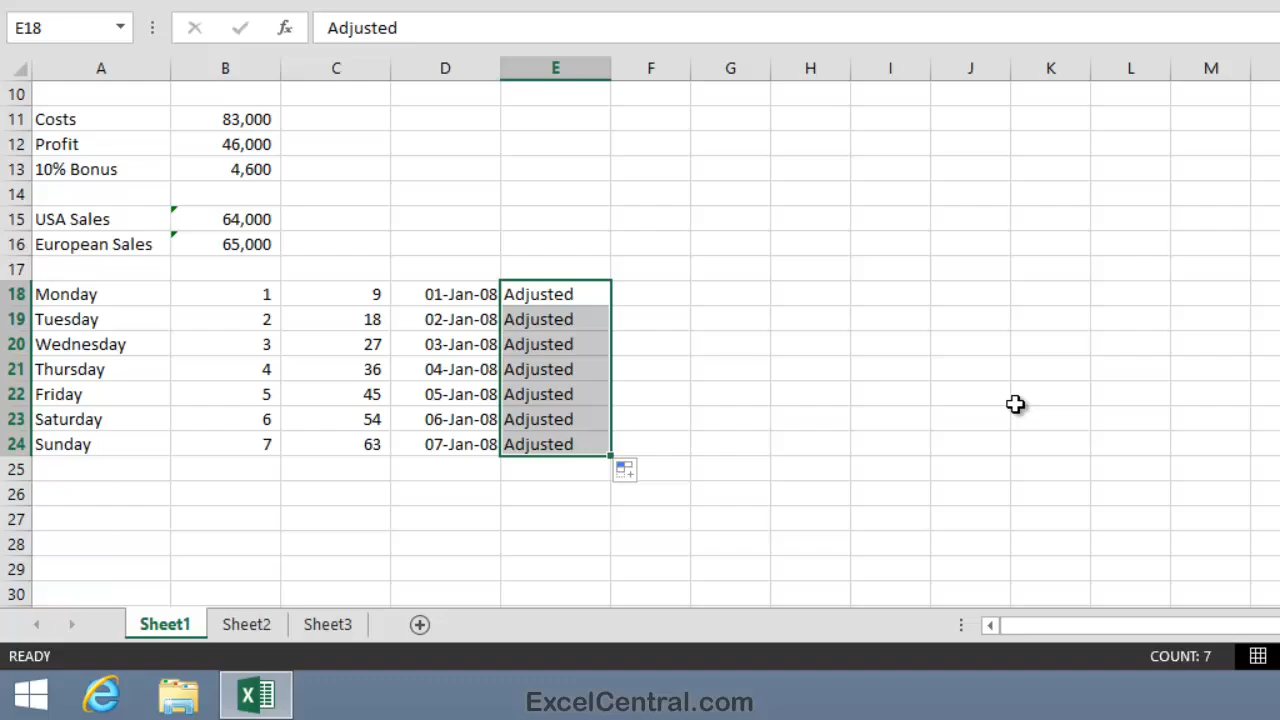 E18 fx Adjusted
A B C D E F G H I J K L M
10
11 Costs 83,000
12 Profit 46,000
13 10% Bonus 4,600
14
15 USA Sales 64,000
16 European Sales 65,000
17
18 Monday 1 9 01-Jan-08 Adjusted
19 Tuesday 2 18 02-Jan-08 Adjusted
20 Wednesday 3 27 03-Jan-08 Adjusted
21 Thursday 4 36 04-Jan-08 Adjusted
22 Friday 5 45 05-Jan-08 Adjusted
23 Saturday 6 54 06-Jan-08 Adjusted
24 Sunday 7 63 07-Jan-08 Adjusted
25
26
27
28
29
30
Sheet1 Sheet2 Sheet3
READY COUNT: 7
ExcelCentral.com